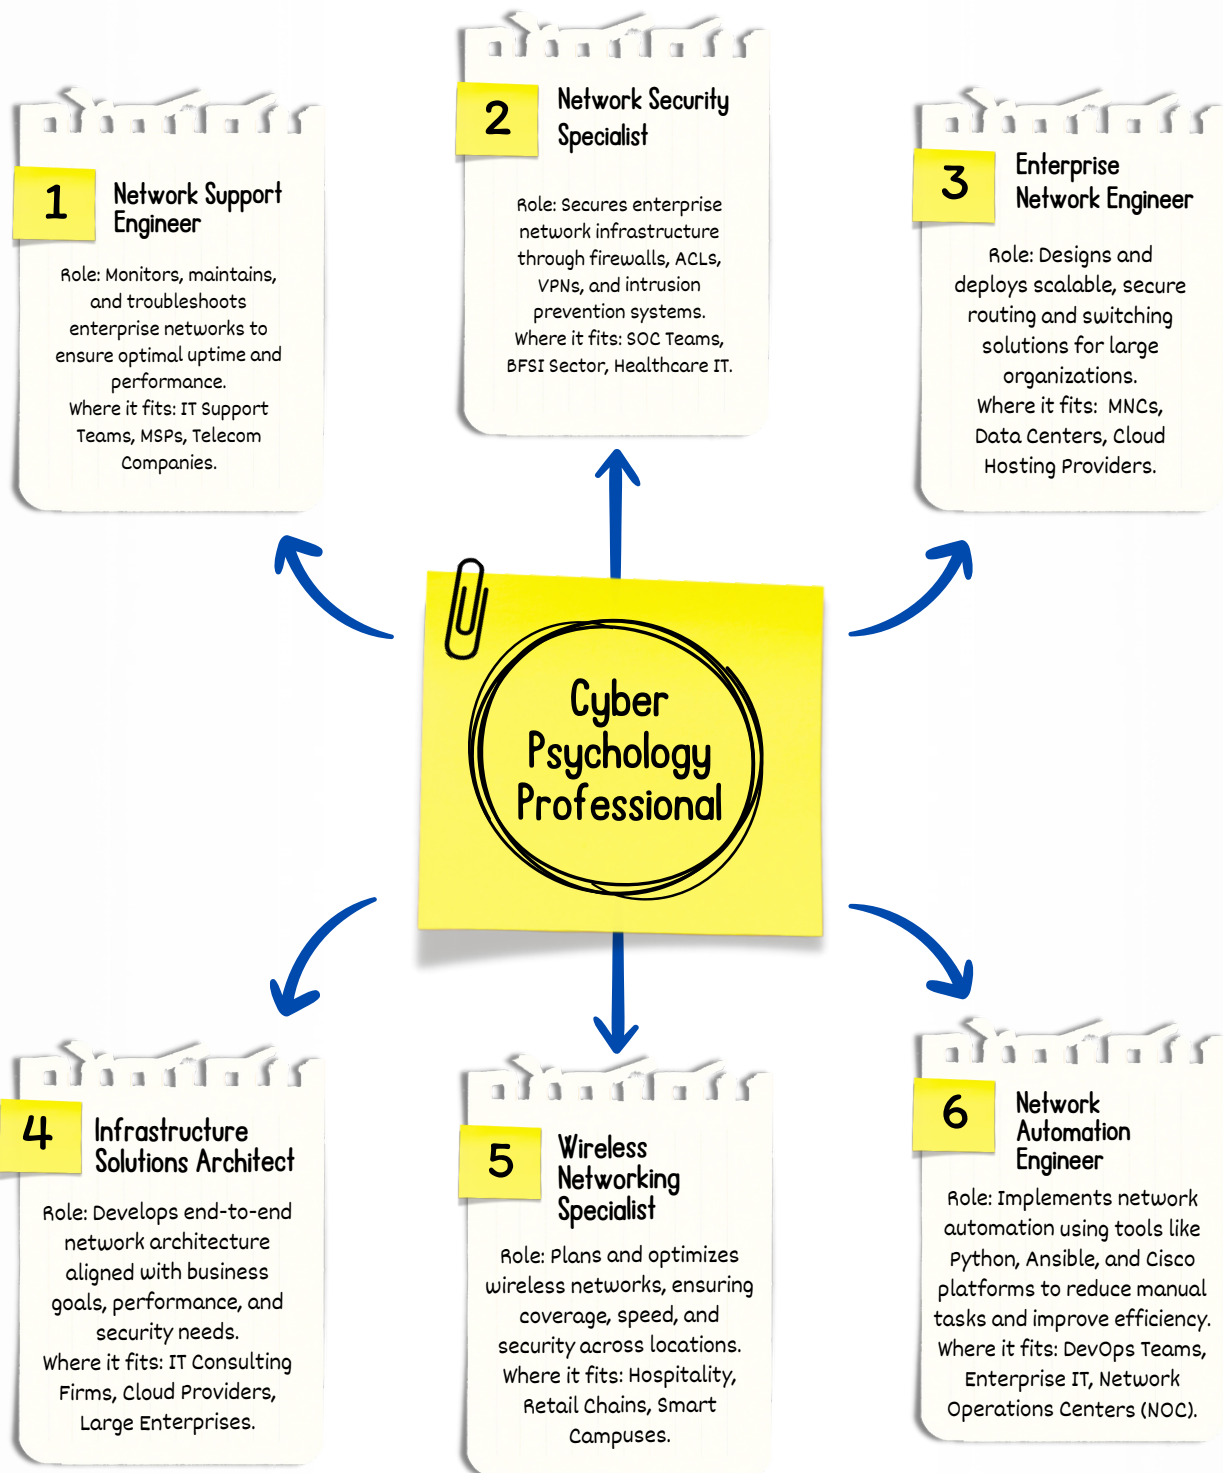 1
Network Support
Engineer
Role: Monitors, maintains,
and troubleshoots
enterprise networks to
ensure optimal uptime and
performance.
Where it fits: IT Support
Teams, MSPs, Telecom
Companies.
2
Network Security
Specialist
Role: Secures enterprise
network infrastructure
through firewalls, ACLs,
VPNs, and intrusion
prevention systems.
Where it fits: SOC Teams,
BFSI Sector, Healthcare IT.
3
Enterprise
Network Engineer
Role: Designs and
deploys scalable, secure
routing and switching
solutions for large
organizations.
Where it fits: MNCs,
Data Centers, Cloud
Hosting Providers.
Cyber
Psychology
Professional
4
Infrastructure
Solutions Architect
Role: Develops end-to-end
network architecture
aligned with business
goals, performance, and
security needs.
Where it fits: IT Consulting
Firms, Cloud Providers,
Large Enterprises.
5
Wireless
Networking
Specialist
Role: Plans and optimizes
wireless networks, ensuring
coverage, speed, and
security across locations.
Where it fits: Hospitality,
Retail Chains, Smart
Campuses.
6
Network
Automation
Engineer
Role: Implements network
automation using tools like
Python, Ansible, and Cisco
platforms to reduce manual
tasks and improve efficiency.
Where it fits: DevOps Teams,
Enterprise IT, Network
Operations Centers (NOC).